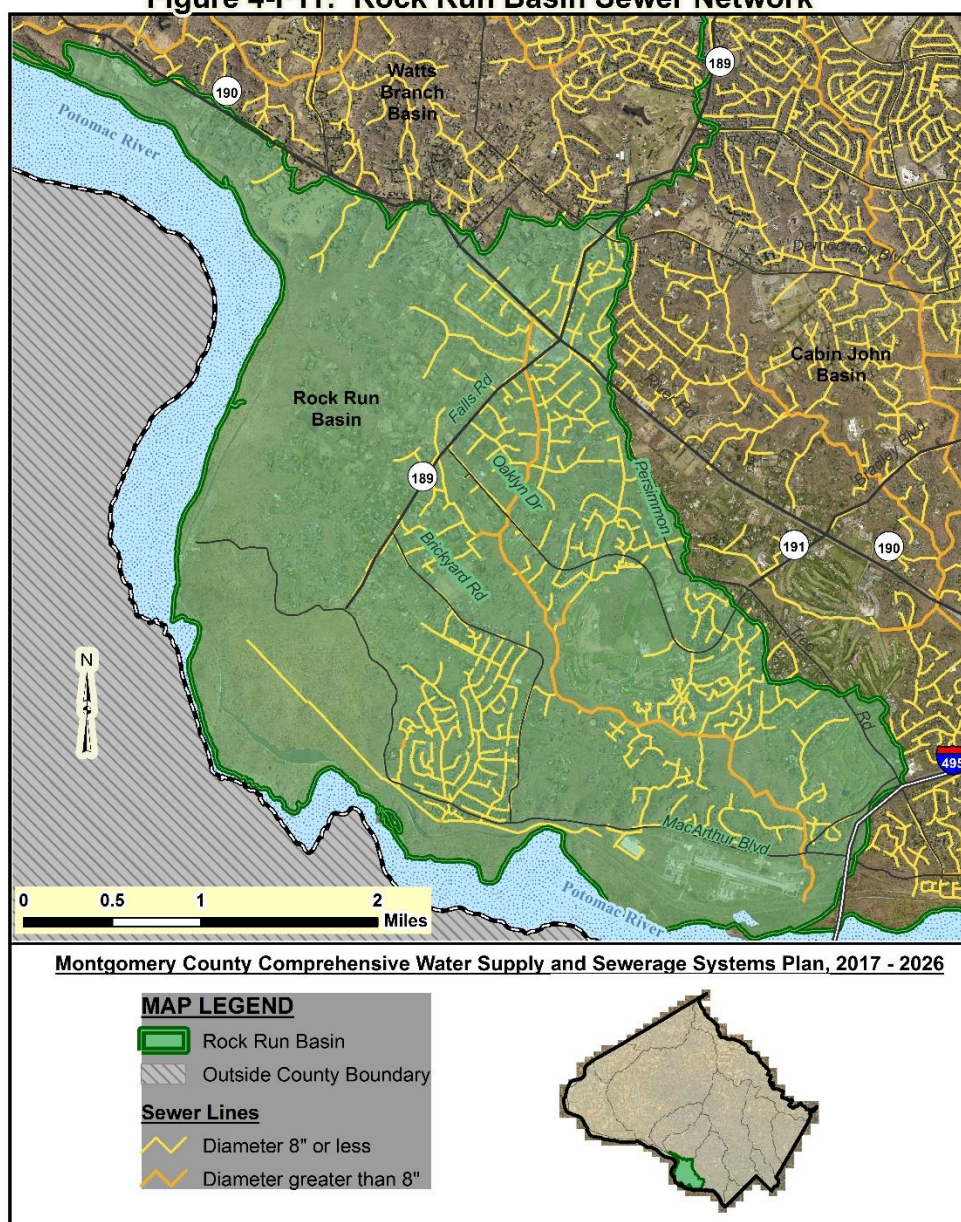 Figure 4-F11: Rock Run Basin Sewer Network
189
190
Watts
Branch
Basin
Potomac River
Democracy Blvd
Cabin John
Basin
Rock Run
Basin
Falls Rd
River Rd
Bradley Blvd
189
Oaklyn Dr
Persimmon
Brickyard Rd
191
190
Tree
Rd
N
495
MacArthur Blvd
Potomac River
0 0.5 1 2
Miles
Montgomery County Comprehensive Water Supply and Sewerage Systems Plan, 2017 - 2026
MAP LEGEND
Rock Run Basin
Outside County Boundary
Sewer Lines
Diameter 8" or less
Diameter greater than 8"